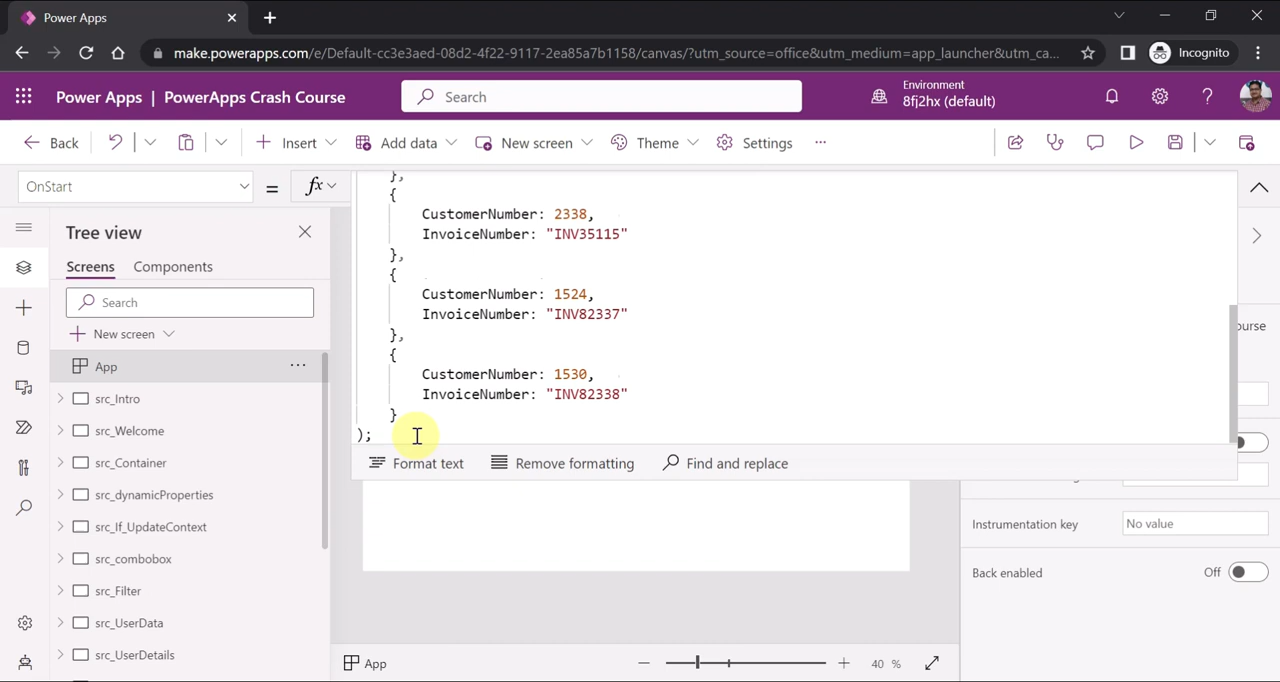 Power Apps
make.powerapps.com/e/Default-cc3e3aed-08d2-4f22-9117-2ea85a7b1158/canvas/?utm_source=office&utm_medium=app_launcher&utm_ca...
Incognito
Power Apps | PowerApps Crash Course
Search
Environment
8fj2hx (default)
Back
Insert
Add data
New screen
Theme
Settings
OnStart
=
fx
},
{
CustomerNumber: 2338,
InvoiceNumber: "INV35115"
},
{
CustomerNumber: 1524,
InvoiceNumber: "INV82337"
},
{
CustomerNumber: 1530,
InvoiceNumber: "INV82338"
}
);
Format text
Remove formatting
Find and replace
Tree view
Screens
Components
Search
New screen
App
src_Intro
src_Welcome
src_Container
src_dynamicProperties
src_If_UpdateContext
src_combobox
src_Filter
src_UserData
src_UserDetails
ourse
Instrumentation key
No value
Back enabled
Off
App
40 %